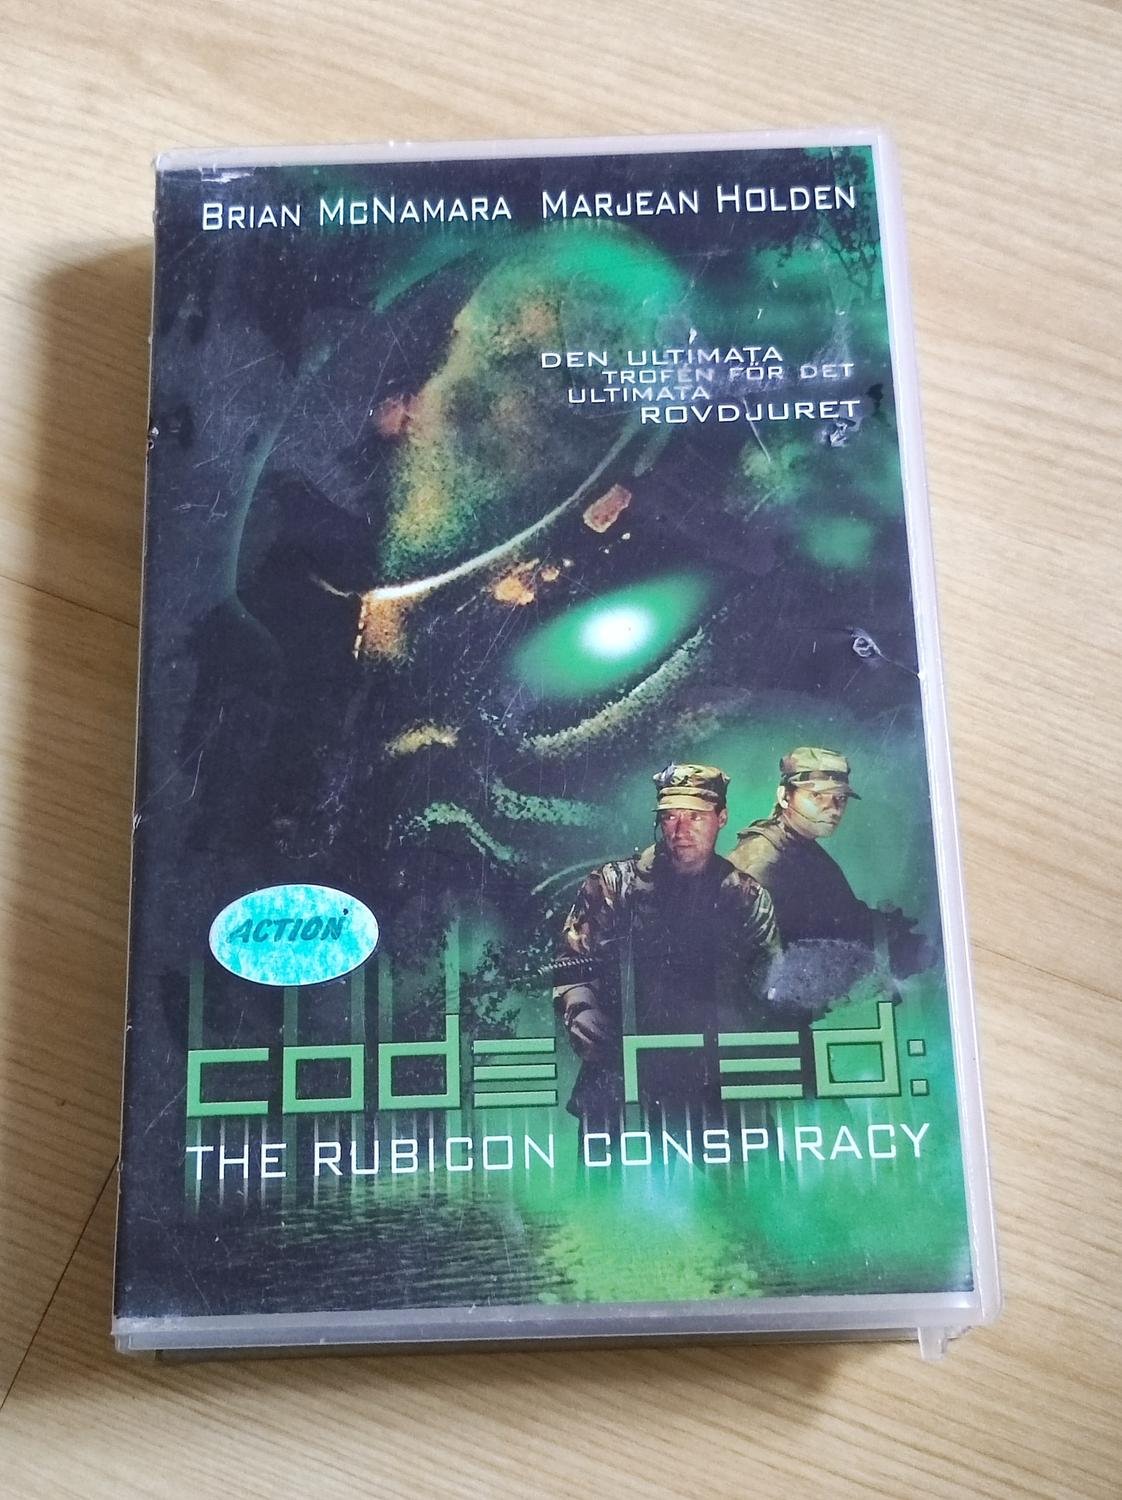 BRIAN MCNAMARA MARJEAN HOLDEN
DEN ULTIMATA
TROFÉN FÖR DET
ULTIMATA
ROVDJURET
ACTION
code red:
THE RUBICON CONSPIRACY